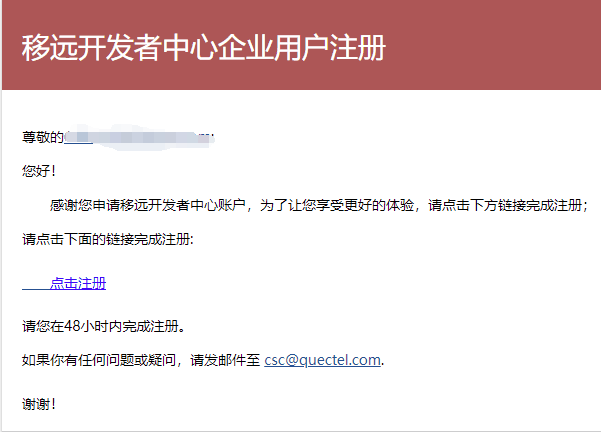 移远开发者中心企业用户注册
尊敬的
您好!
感谢您申请移远开发者中心账户，为了让您享受更好的体验，请点击下方链接完成注册；
请点击下面的链接完成注册:
点击注册
请您在48小时内完成注册。
如果你有任何问题或疑问，请发邮件至 csc@quectel.com.
谢谢!